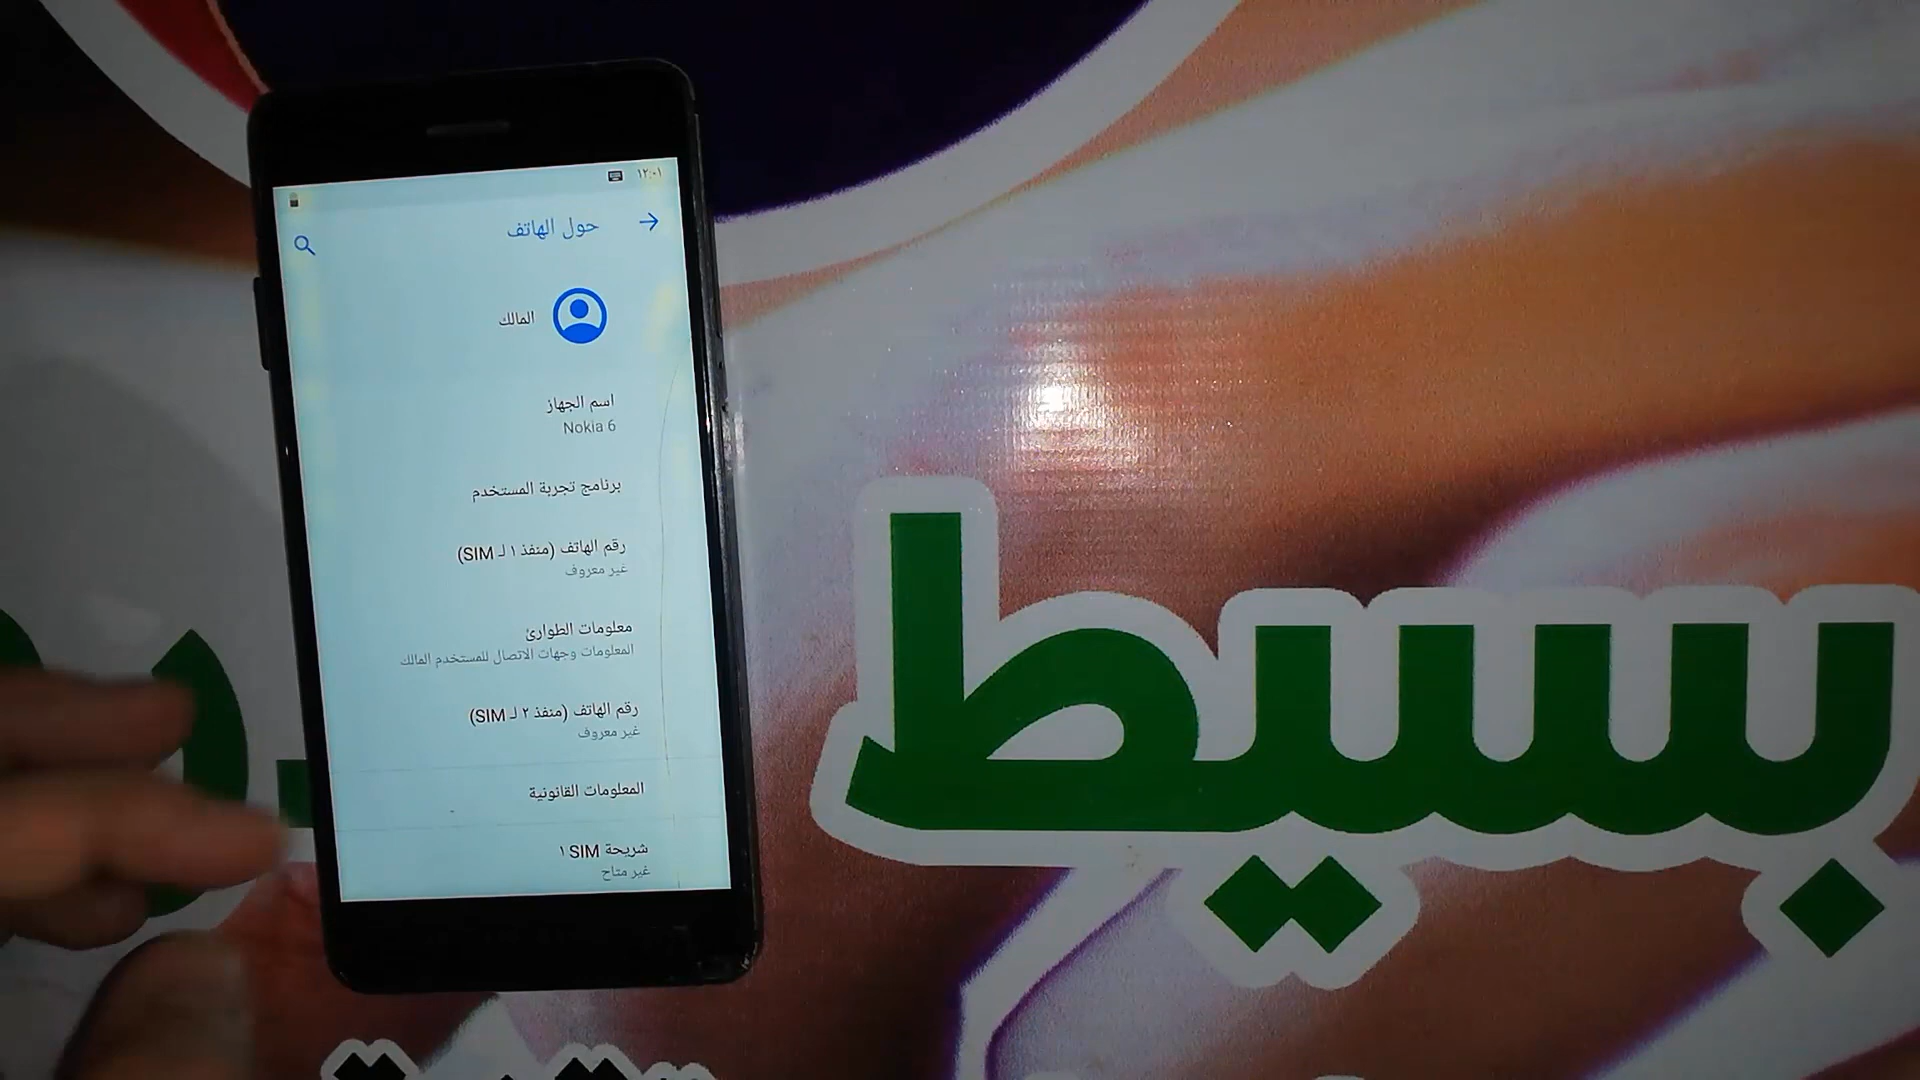 ١٢:٠١
حول الهاتف
المالك
اسم الجهاز
Nokia 6
برنامج تجربة المستخدم
رقم الهاتف (منفذ ١ لـ SIM)
غير معروف
معلومات الطوارئ
المعلومات وجهات الاتصال للمستخدم المالك
رقم الهاتف (منفذ ٢ لـ SIM)
غير معروف
المعلومات القانونية
شريحة SIM ١
غير متاح
بسيط